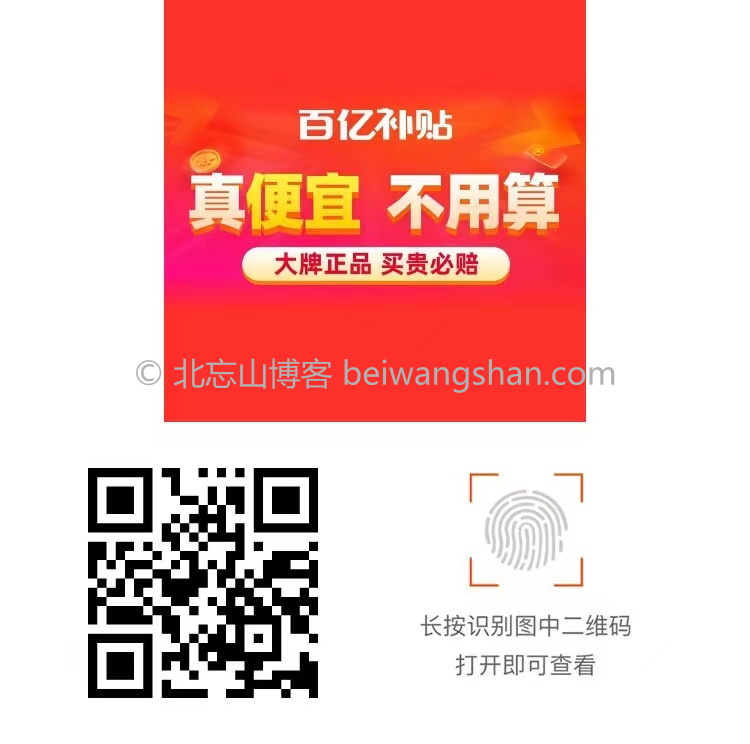 百亿补贴
真便宜 不用算
大牌正品 买贵必赔
© 北忘山博客 beiwangshan.com
长按识别图中二维码
打开即可查看